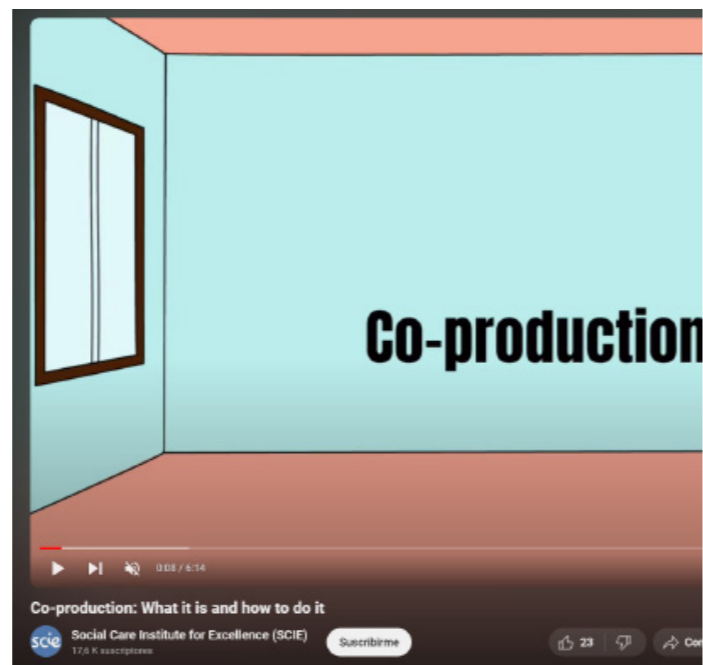 Co-production
0:08 / 6:14
Co-production: What it is and how to do it
scie
Social Care Institute for Excellence (SCIE)
17,6 K suscriptores
Suscribirme
23
Com